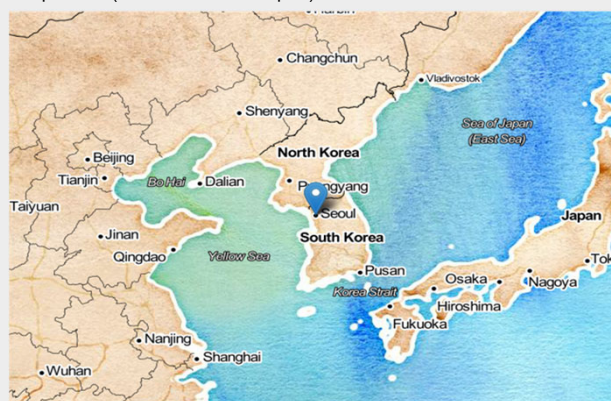 Changchun
Vladivostok
Shenyang
Sea of Japan
(East Sea)
North Korea
Beijing
Tianjin
Bo Hai
Dalian
Taiyuan
Seoul
Japan
South Korea
Jinan
Qingdao
Yellow Sea
Pusan
Osaka
Nagoya
Korea Strait
Hiroshima
Fukuoka
Nanjing
Shanghai
Wuhan